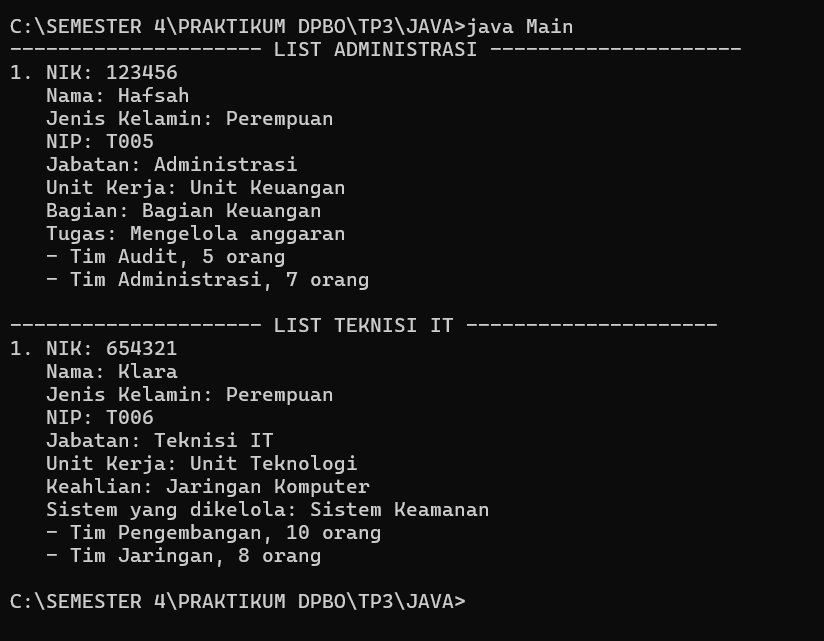 C:\SEMESTER 4\PRAKTIKUM DPBO\TP3\JAVA>java Main
--------------------- LIST ADMINISTRASI ---------------------
1. NIK: 123456
   Nama: Hafsah
   Jenis Kelamin: Perempuan
   NIP: T005
   Jabatan: Administrasi
   Unit Kerja: Unit Keuangan
   Bagian: Bagian Keuangan
   Tugas: Mengelola anggaran
   - Tim Audit, 5 orang
   - Tim Administrasi, 7 orang

--------------------- LIST TEKNISI IT ---------------------
1. NIK: 654321
   Nama: Klara
   Jenis Kelamin: Perempuan
   NIP: T006
   Jabatan: Teknisi IT
   Unit Kerja: Unit Teknologi
   Keahlian: Jaringan Komputer
   Sistem yang dikelola: Sistem Keamanan
   - Tim Pengembangan, 10 orang
   - Tim Jaringan, 8 orang

C:\SEMESTER 4\PRAKTIKUM DPBO\TP3\JAVA>